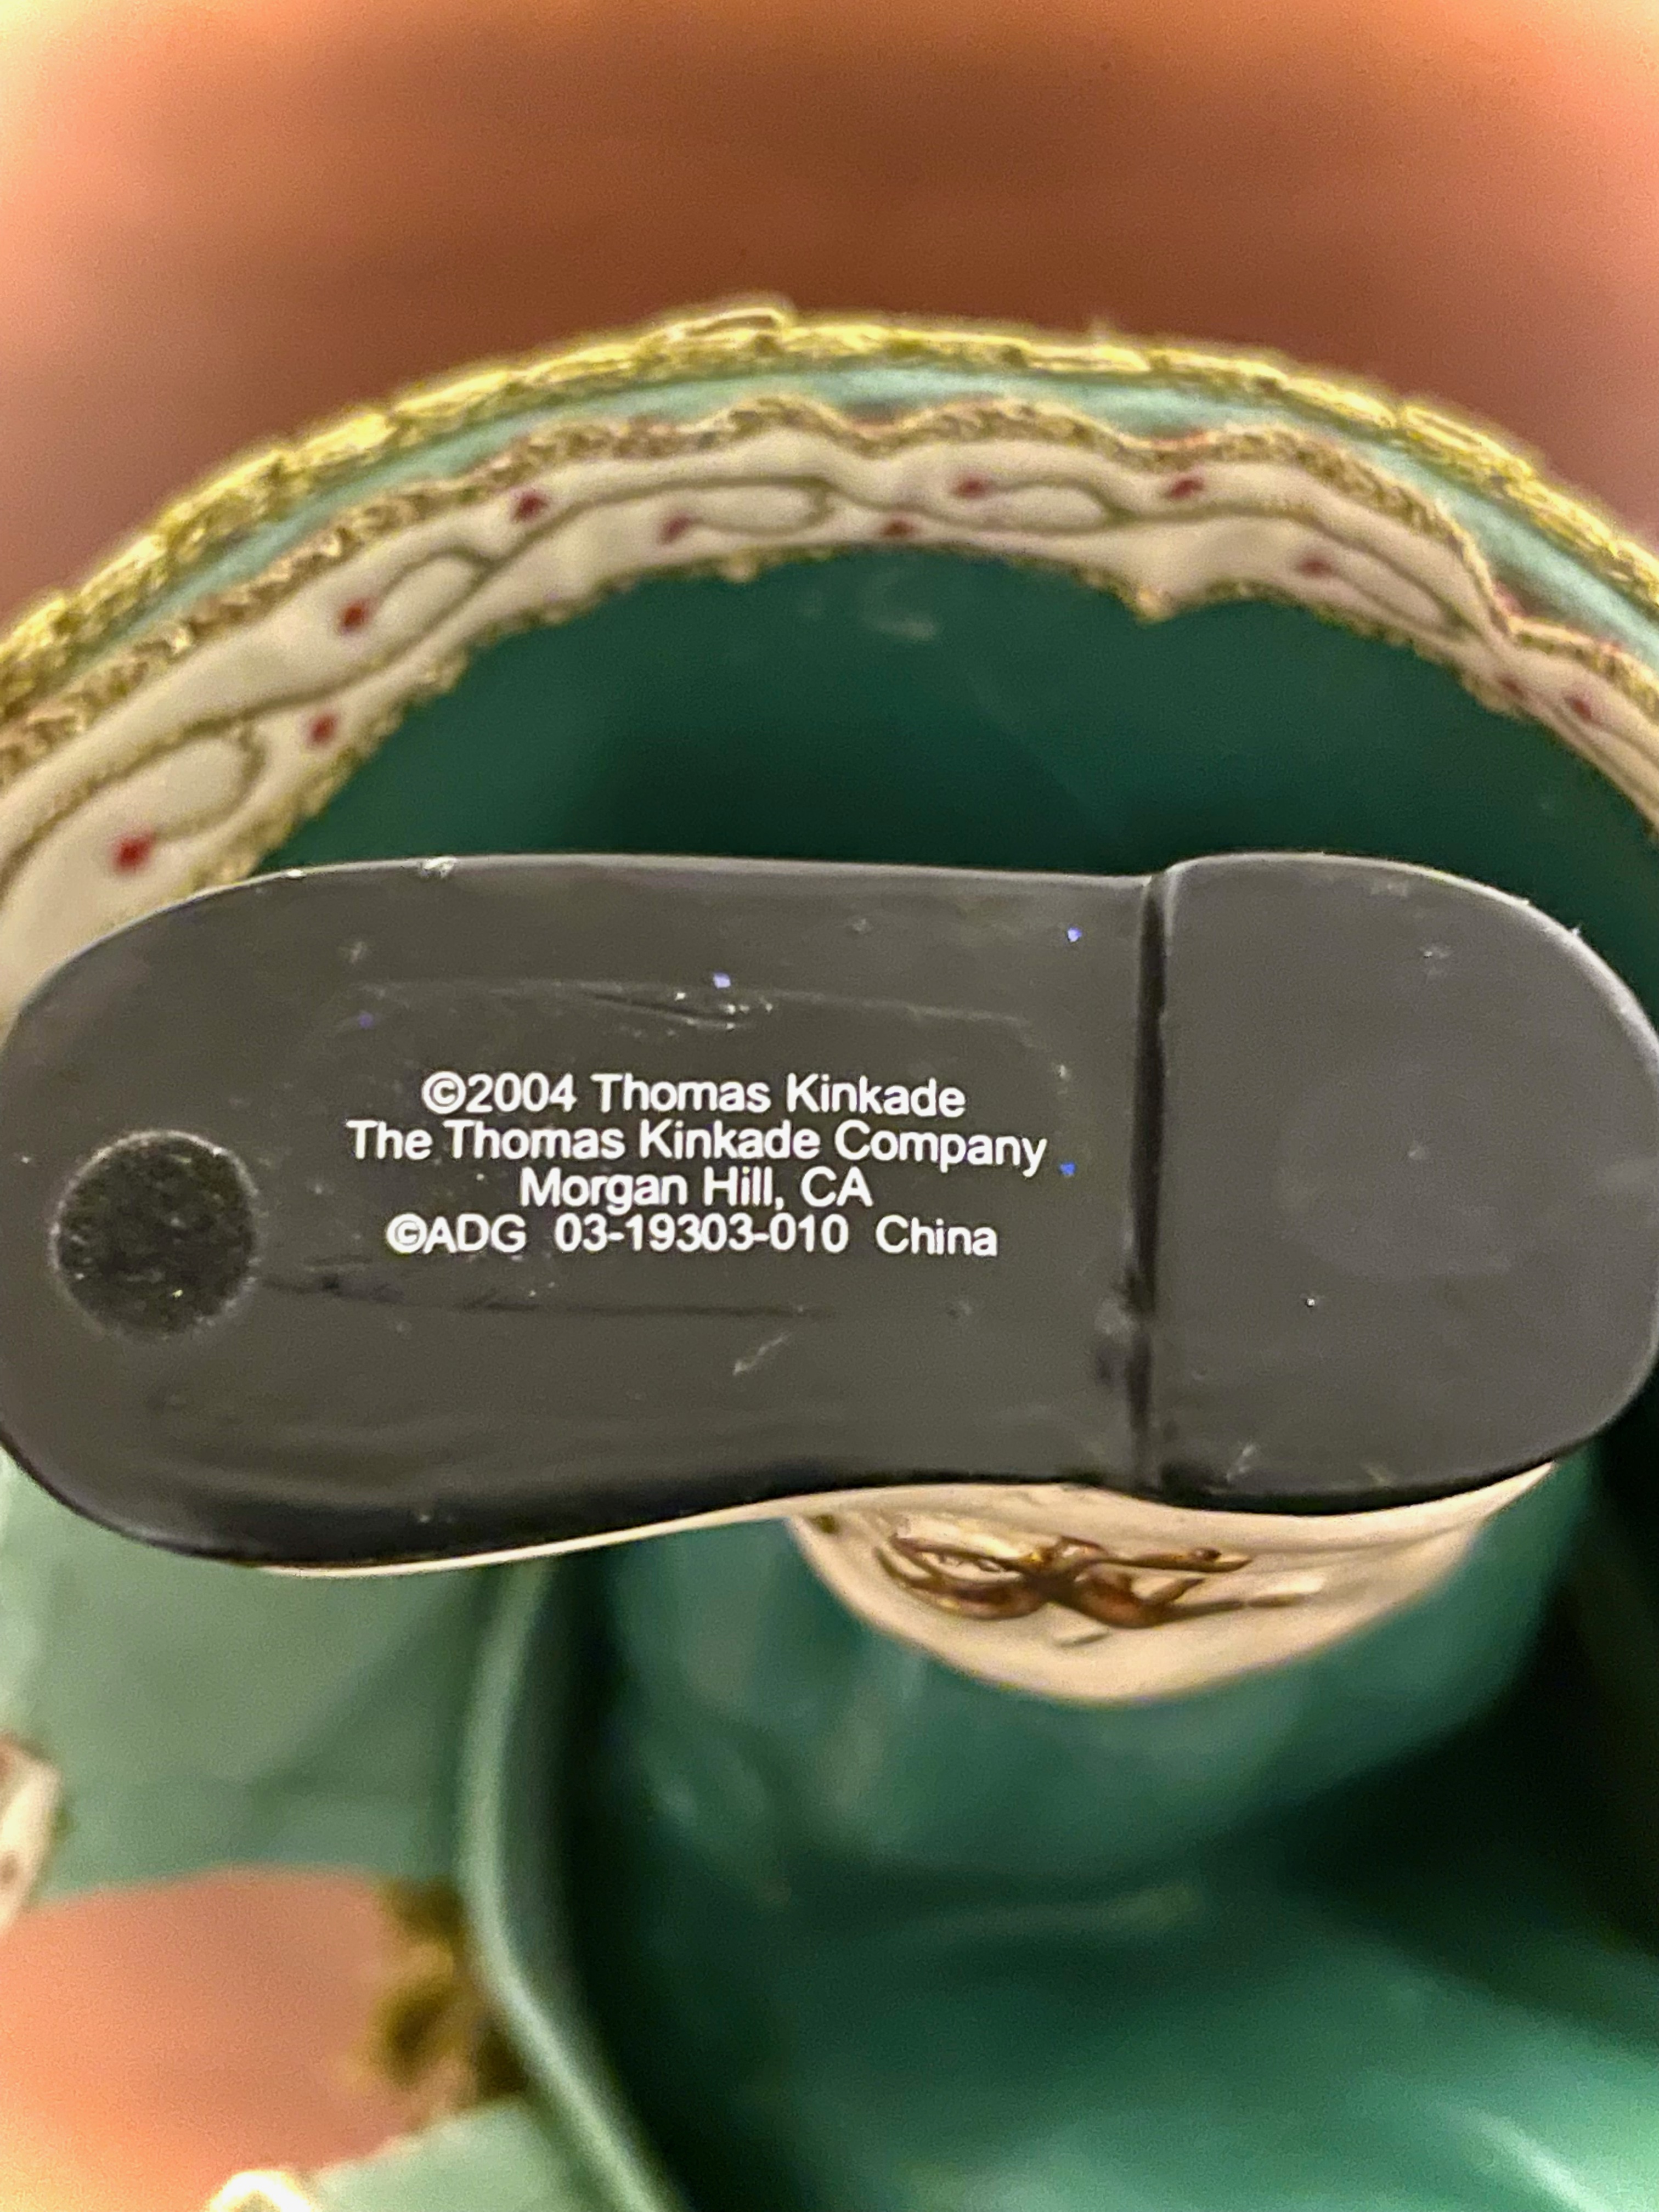 ©2004 Thomas Kinkade
The Thomas Kinkade Company
Morgan Hill, CA
©ADG 03-19303-010 China